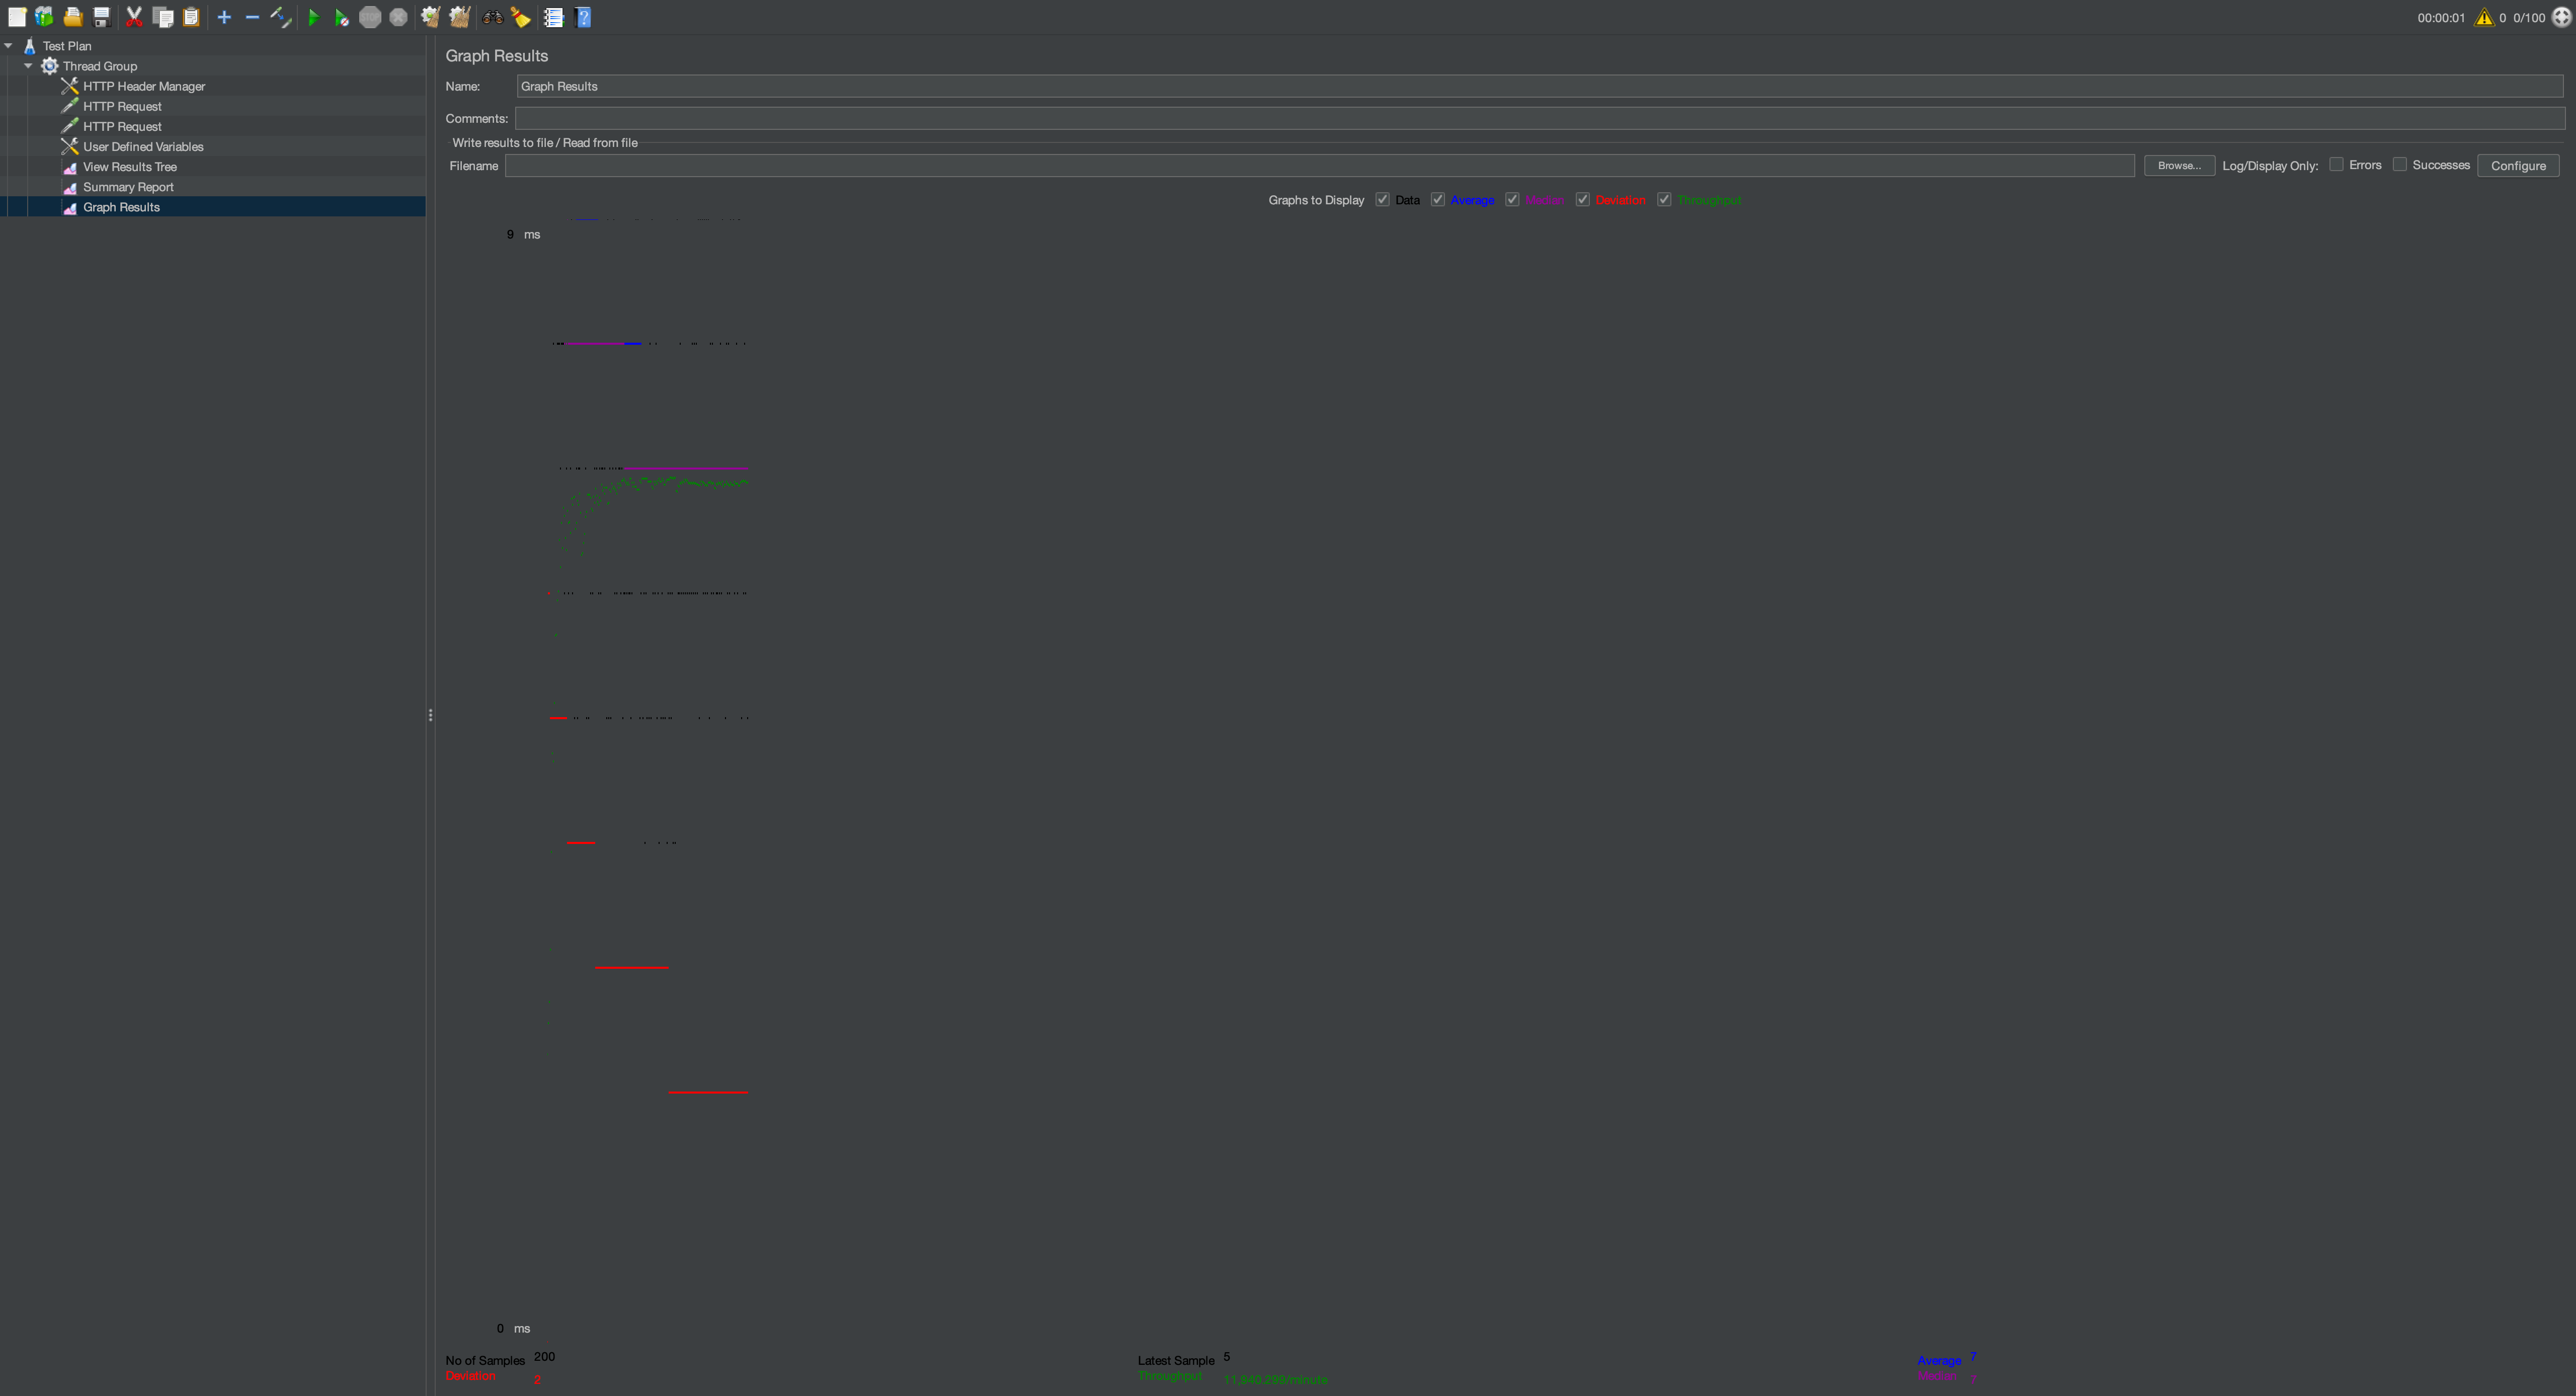 00:00:01 0 0/100
Test Plan
Thread Group
HTTP Header Manager
HTTP Request
HTTP Request
User Defined Variables
View Results Tree
Summary Report
Graph Results
Graph Results
Name: Graph Results
Comments:
Write results to file / Read from file
Filename Browse... Log/Display Only: Errors Successes Configure
Graphs to Display Data Average Median Deviation Throughput
9 ms
0 ms
No of Samples 200 Latest Sample 5 Average 7
Deviation 2 Throughput 11,940.299/minute Median